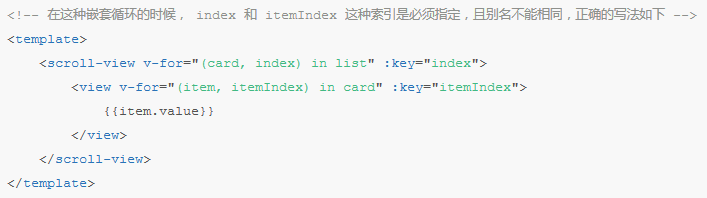 <!-- 在这种嵌套循环的时候， index 和 itemIndex 这种索引是必须指定，且别名不能相同，正确的写法如下 -->
<template>
    <scroll-view v-for="(card, index) in list" :key="index">
        <view v-for="(item, itemIndex) in card" :key="itemIndex">
            {{item.value}}
        </view>
    </scroll-view>
</template>